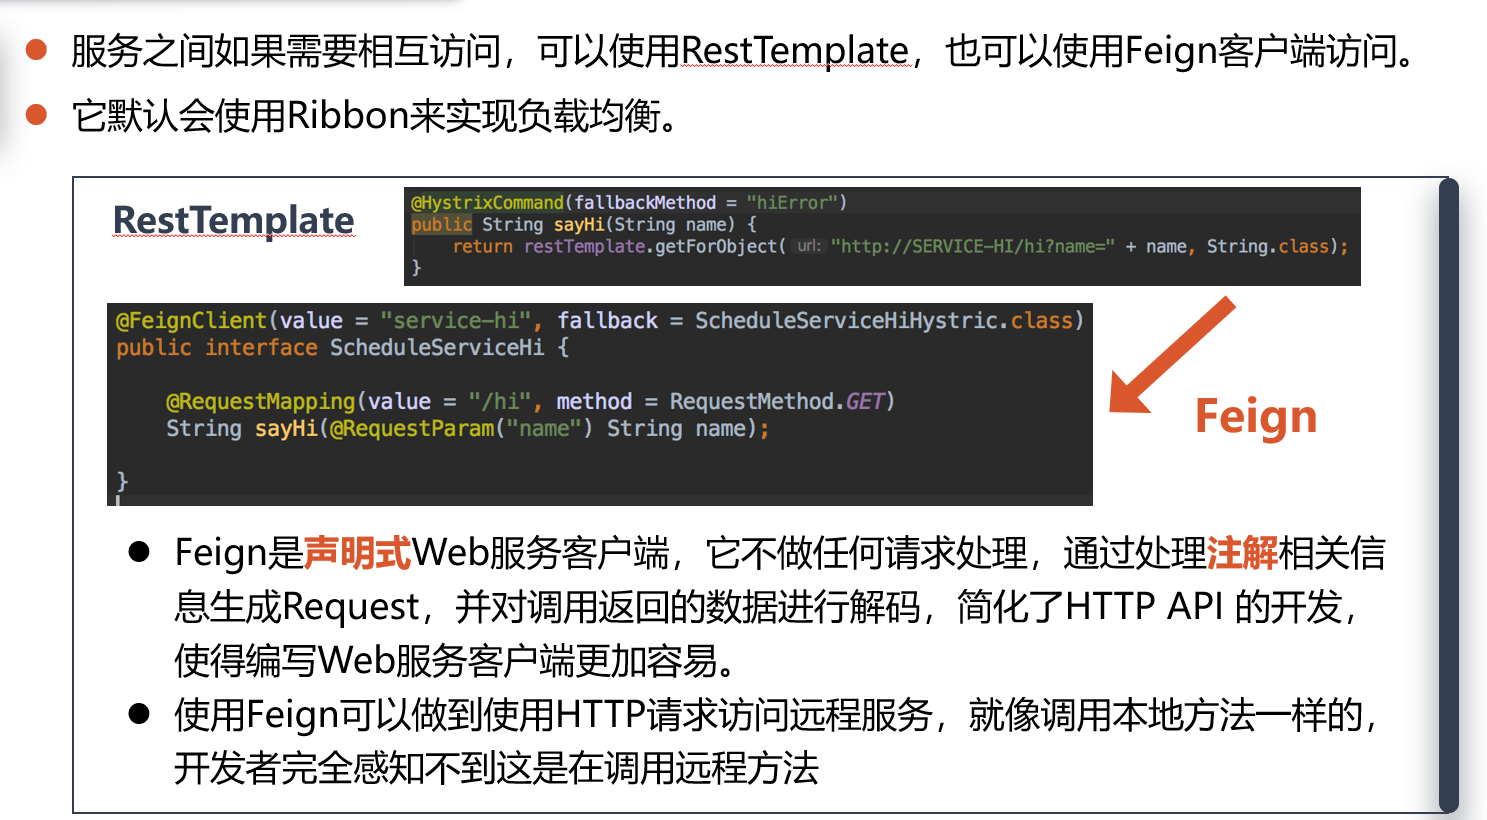 服务之间如果需要相互访问，可以使用RestTemplate，也可以使用Feign客户端访问。
它默认会使用Ribbon来实现负载均衡。
RestTemplate
@HystrixCommand(fallbackMethod = "hiError")
public String sayHi(String name) {
return restTemplate.getForObject( url: "http://SERVICE-HI/hi?name=" + name, String.class);
}
@FeignClient(value = "service-hi", fallback = ScheduleServiceHiHystric.class)
public interface ScheduleServiceHi {
@RequestMapping(value = "/hi", method = RequestMethod.GET)
String sayHi(@RequestParam("name") String name);
}
Feign
Feign是声明式Web服务客户端，它不做任何请求处理，通过处理注解相关信
息生成Request，并对调用返回的数据进行解码，简化了HTTP API 的开发，
使得编写Web服务客户端更加容易。
使用Feign可以做到使用HTTP请求访问远程服务，就像调用本地方法一样的，
开发者完全感知不到这是在调用远程方法